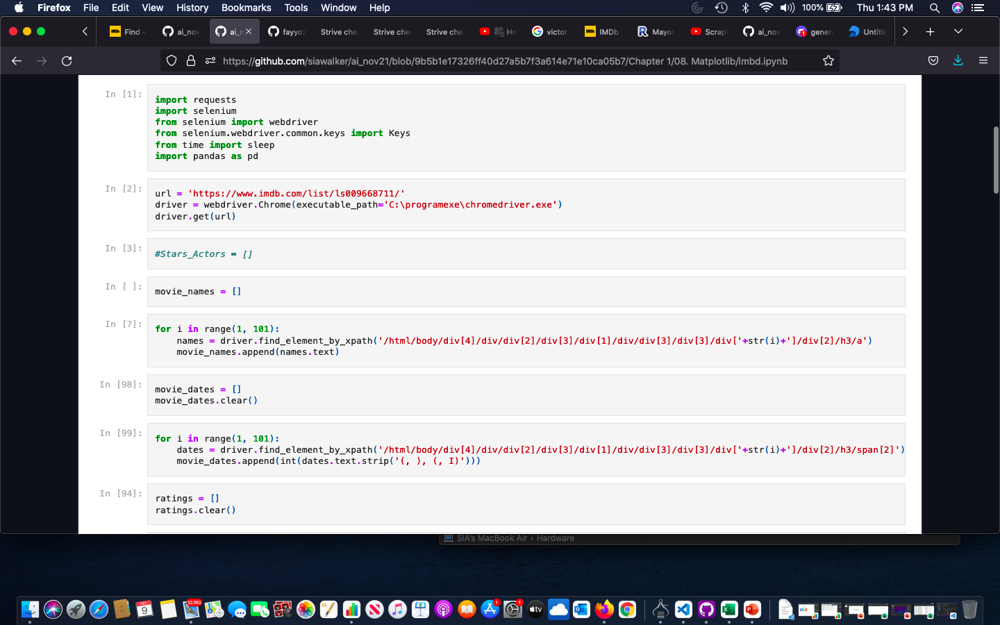 Firefox File Edit View History Bookmarks Tools Window Help 100% Thu 1:43 PM
Find - ai_nov ai_n fayyoz Strive che Strive che Strive che Ho victor IMDb Mayor Scrapi ai_nov gener Untitle
https://github.com/siawalker/ai_nov21/blob/9b5b1e17326ff40d27a5b7f3a614e71e10ca05b7/Chapter 1/08. Matplotlib/imbd.ipynb
In [1]:
import requests
import selenium
from selenium import webdriver
from selenium.webdriver.common.keys import Keys
from time import sleep
import pandas as pd
In [2]:
url = 'https://www.imdb.com/list/ls009668711/'
driver = webdriver.Chrome(executable_path='C:\programexe\chromedriver.exe')
driver.get(url)
In [3]:
#Stars_Actors = []
In [ ]:
movie_names = []
In [7]:
for i in range(1, 101):
    names = driver.find_element_by_xpath('/html/body/div[4]/div/div[2]/div[3]/div[1]/div/div[3]/div[3]/div['+str(i)+']/div[2]/h3/a')
    movie_names.append(names.text)
In [98]:
movie_dates = []
movie_dates.clear()
In [99]:
for i in range(1, 101):
    dates = driver.find_element_by_xpath('/html/body/div[4]/div/div[2]/div[3]/div[1]/div/div[3]/div[3]/div['+str(i)+']/div[2]/h3/span[2]')
    movie_dates.append(int(dates.text.strip('(, ), (, I)')))
In [94]:
ratings = []
ratings.clear()
SIA's MacBook Air › Hardware
DEC
9
22,982
1
1
tv